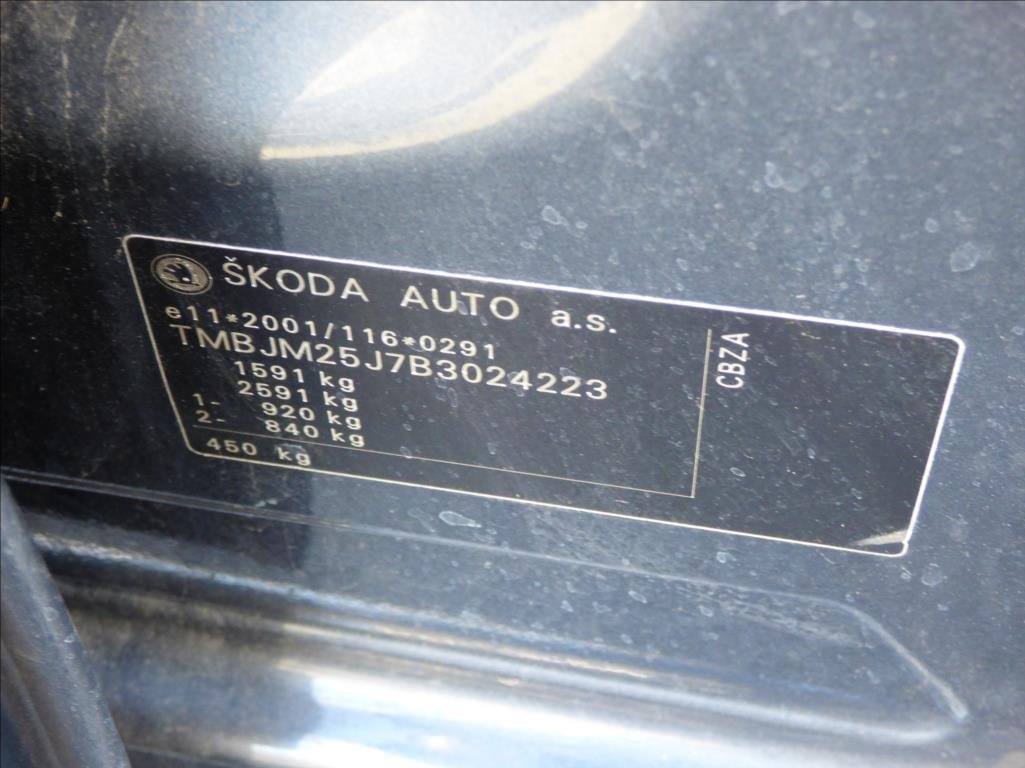 ŠKODA AUTO a.s.
e11*2001/116*0291
TMBJM25J7B3024223
1591 kg
2591 kg
1- 920 kg
2- 840 kg
450 kg
CBZA